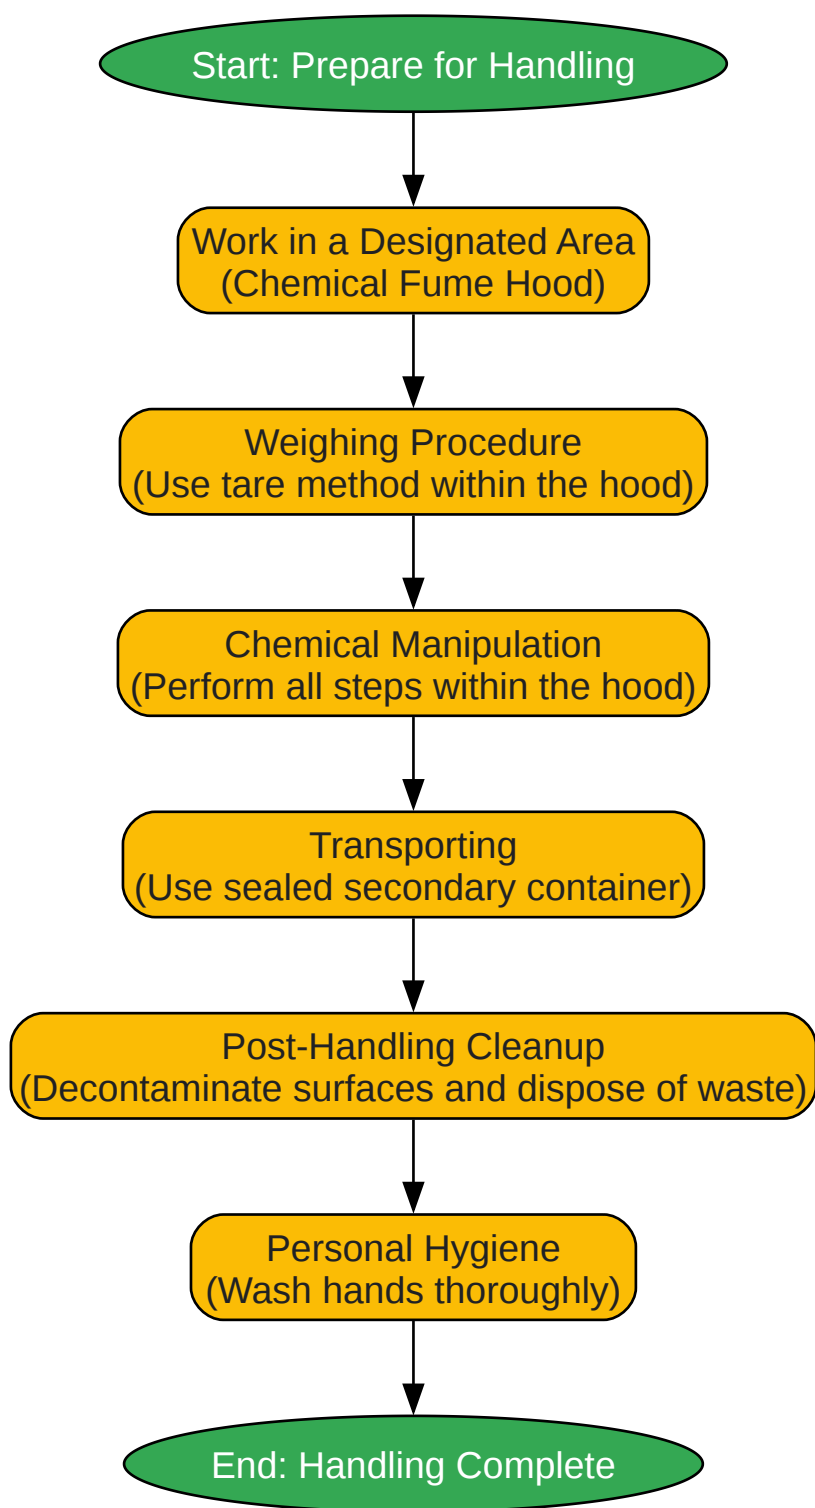 Start: Prepare for Handling
Work in a Designated Area
(Chemical Fume Hood)
Weighing Procedure
(Use tare method within the hood)
Chemical Manipulation
(Perform all steps within the hood)
Transporting
(Use sealed secondary container)
Post-Handling Cleanup
(Decontaminate surfaces and dispose of waste)
Personal Hygiene
(Wash hands thoroughly)
End: Handling Complete